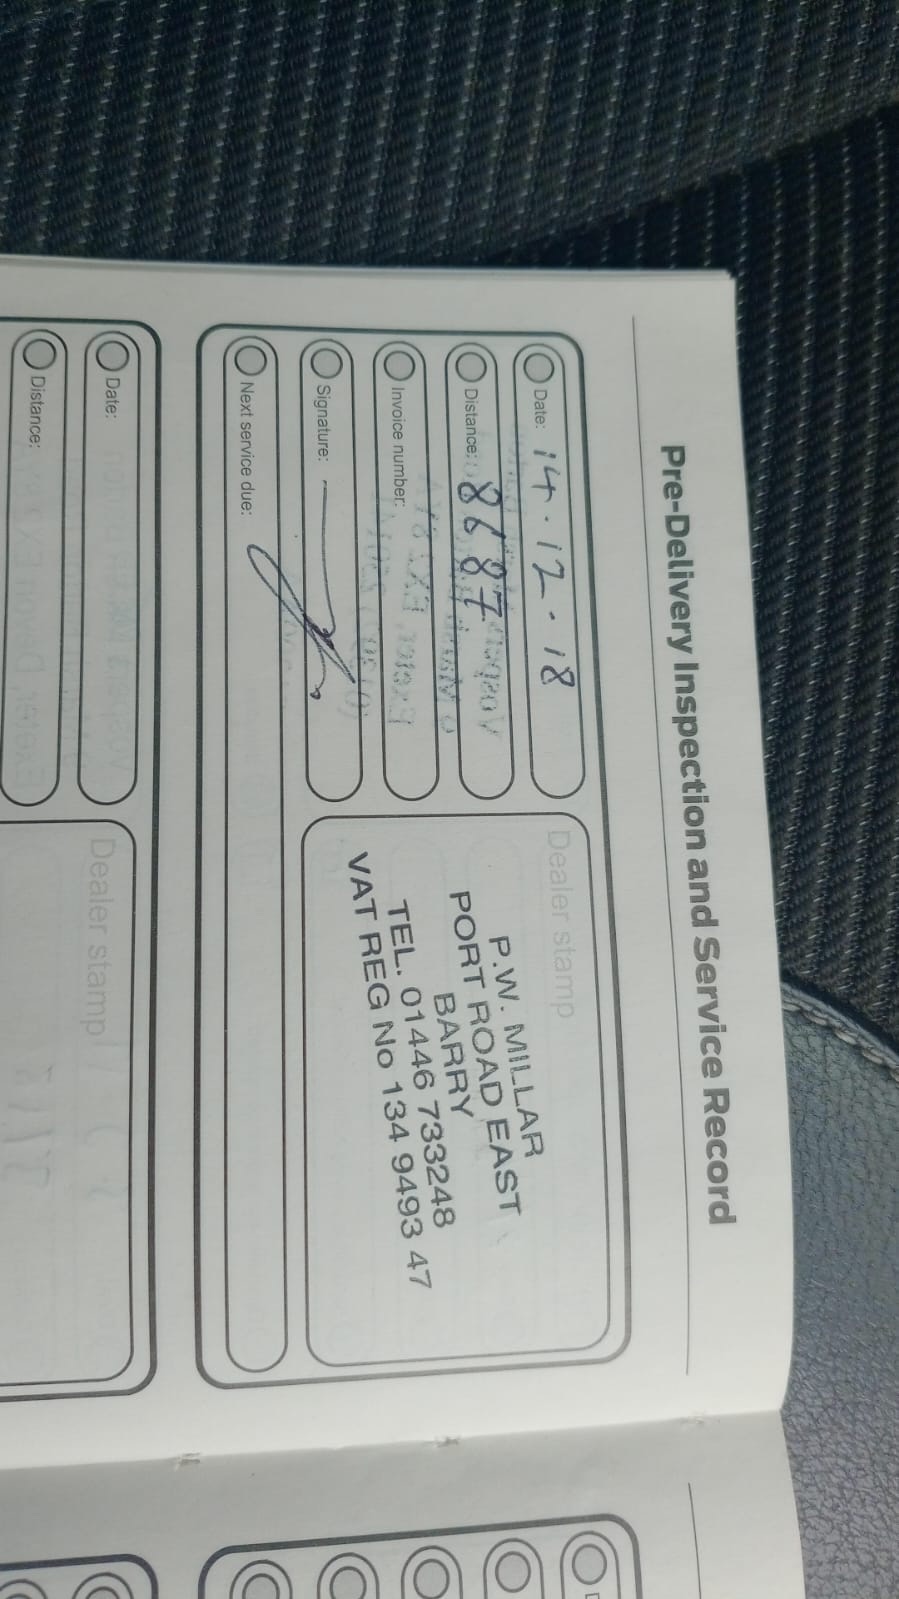 Pre-Delivery Inspection and Service Record
Date: 14.12.18
Distance: 8687
Invoice number:
Signature:
Next service due:
Dealer stamp
P.W. MILLAR
PORT ROAD EAST
BARRY
TEL. 01446 733248
VAT REG No 134 9493 47
Date:
Distance:
Dealer stamp